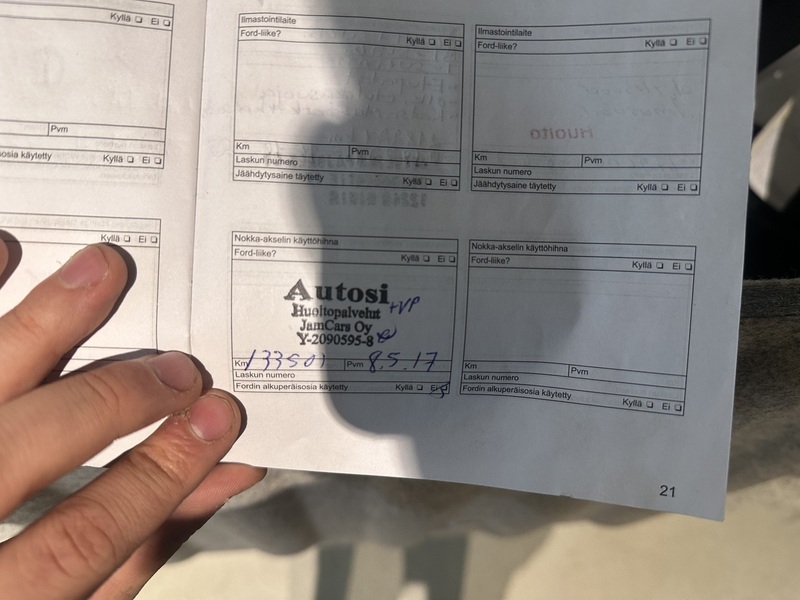 Kyllä ❏ Ei ❏
Pvm
osia käytetty Kyllä ❏ Ei ❏
Kyllä ❏ Ei ❏
Ilmastointilaite
Ford-liike? Kyllä ❏ Ei ❏
Km Pvm
Laskun numero
Jäähdytysaine täytetty Kyllä ❏ Ei ❏
Ilmastointilaite
Ford-liike? Kyllä ❏ Ei ❏
Huolto
Km Pvm
Laskun numero
Jäähdytysaine täytetty Kyllä ❏ Ei ❏
Nokka-akselin käyttöhihna
Ford-liike? Kyllä ❏ Ei ❏
Autosi
Huoltopalvelut +VP
JamCars Oy
Y-2090595-8
Km 133501 Pvm 8.5.17
Laskun numero
Fordin alkuperäisosia käytetty Kyllä ❏ Ei ❏
Nokka-akselin käyttöhihna
Ford-liike? Kyllä ❏ Ei ❏
Km Pvm
Laskun numero
Fordin alkuperäisosia käytetty Kyllä ❏ Ei ❏
21